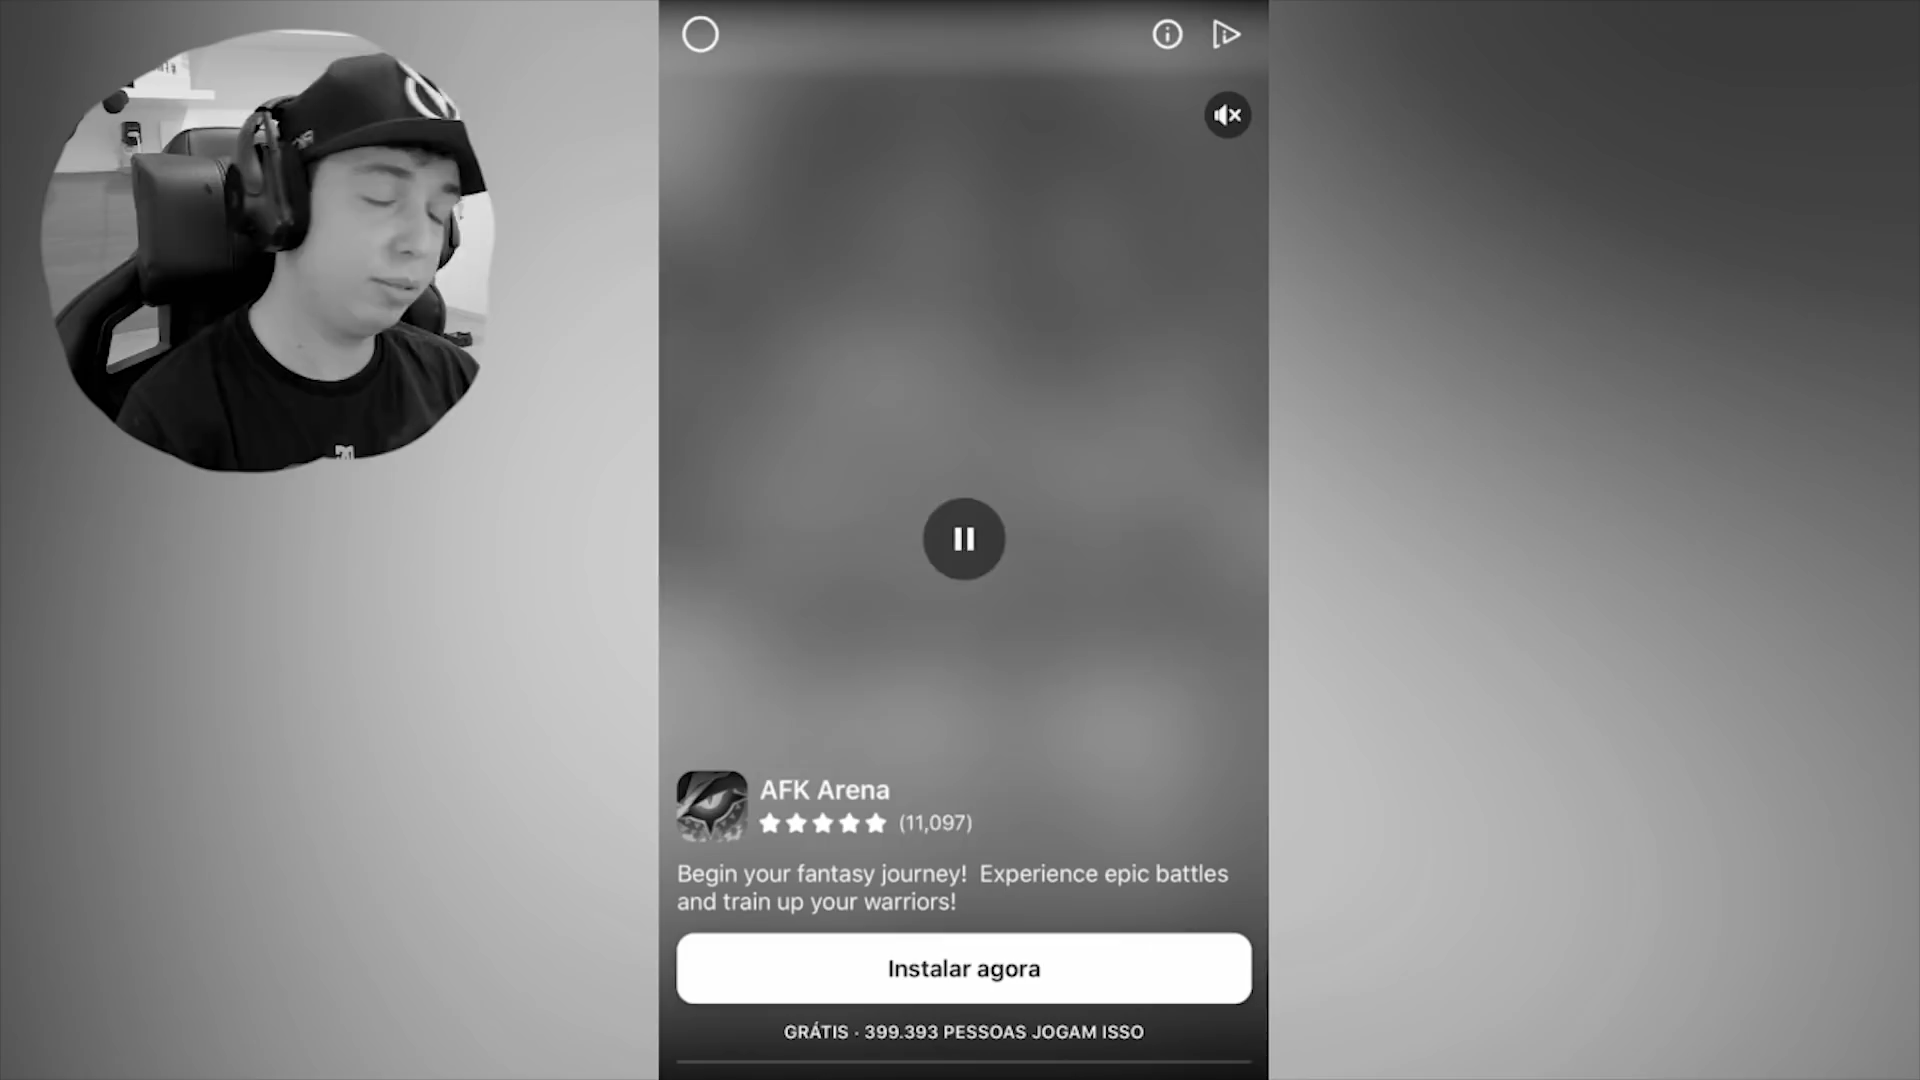 AFK Arena
(11,097)
Begin your fantasy journey! Experience epic battles
and train up your warriors!
Instalar agora
GRÁTIS · 399.393 PESSOAS JOGAM ISSO